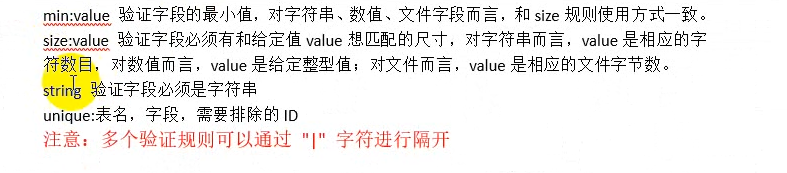 min:value 验证字段的最小值，对字符串、数值、文件字段而言，和 size 规则使用方式一致。
size:value 验证字段必须有和给定值 value 想匹配的尺寸，对字符串而言，value 是相应的字
符数目，对数值而言，value 是给定整型值；对文件而言，value 是相应的文件字节数。
string 验证字段必须是字符串
unique:表名，字段，需要排除的 ID
注意：多个验证规则可以通过 "|" 字符进行隔开